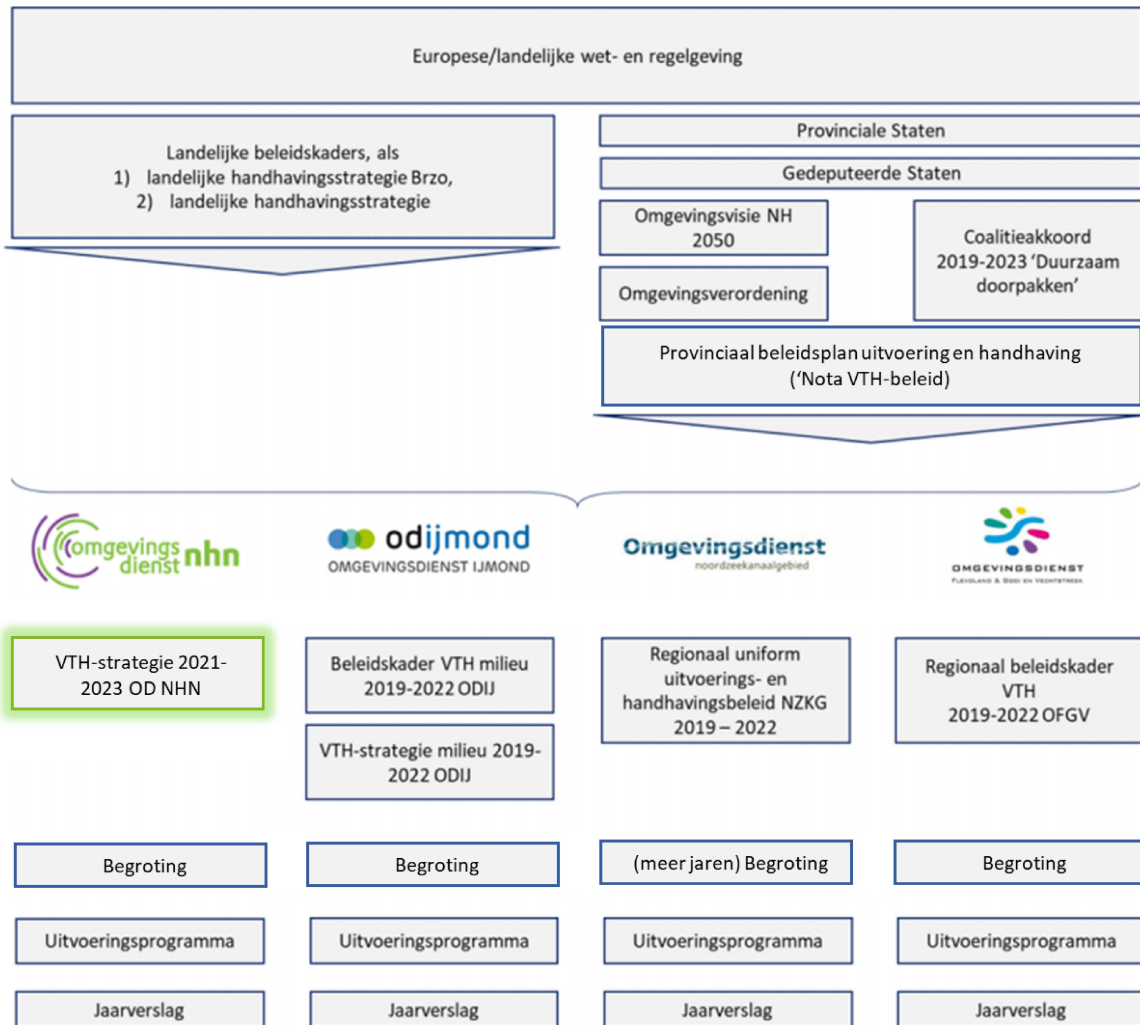 Europese/landelijke wet- en regelgeving
Landelijke beleidskaders, als
1) landelijke handhavingsstrategie Brzo,
2) landelijke handhavingsstrategie
Provinciale Staten
Gedeputeerde Staten
Omgevingsvisie NH
2050
Omgevingsverordening
Coalitieakkoord
2019-2023 ‘Duurzaam
doorpakken’
Provinciaal beleidsplan uitvoering en handhaving
(‘Nota VTH-beleid)
omgevings
dienst nhn
odijmond
OMGEVINGSDIENST IJMOND
Omgevingsdienst
noordzeekanaalgebied
OMGEVINGSDIENST
FLEVOLAND & GOOI EN VECHTSTREEK
VTH-strategie 2021-
2023 OD NHN
Beleidskader VTH milieu
2019-2022 ODIJ
VTH-strategie milieu 2019-
2022 ODIJ
Regionaal uniform
uitvoerings- en
handhavingsbeleid NZKG
2019 – 2022
Regionaal beleidskader
VTH
2019-2022 OFGV
Begroting
Begroting
(meer jaren) Begroting
Begroting
Uitvoeringsprogramma
Uitvoeringsprogramma
Uitvoeringsprogramma
Uitvoeringsprogramma
Jaarverslag
Jaarverslag
Jaarverslag
Jaarverslag